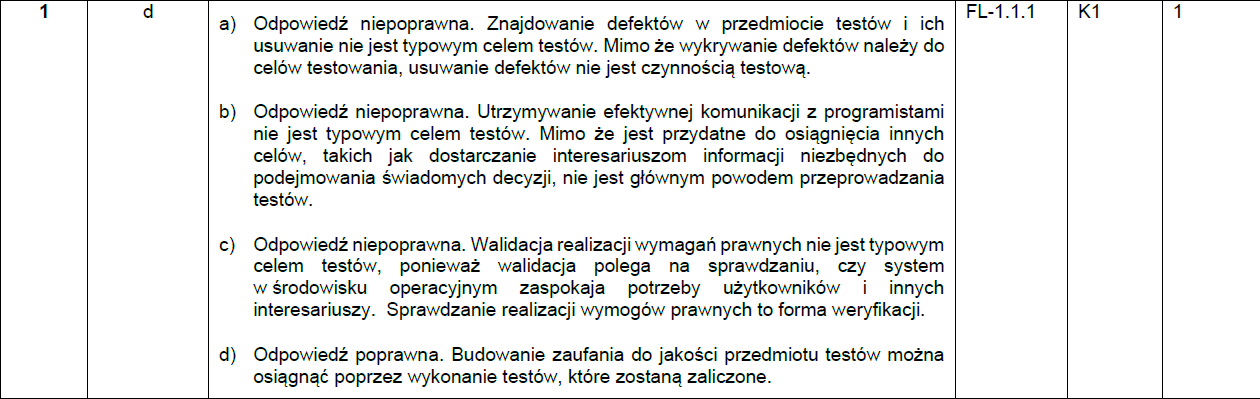 1 d FL-1.1.1 K1 1
a) Odpowiedź niepoprawna. Znajdowanie defektów w przedmiocie testów i ich
usuwanie nie jest typowym celem testów. Mimo że wykrywanie defektów należy do
celów testowania, usuwanie defektów nie jest czynnością testową.
b) Odpowiedź niepoprawna. Utrzymywanie efektywnej komunikacji z programistami
nie jest typowym celem testów. Mimo że jest przydatne do osiągnięcia innych
celów, takich jak dostarczanie interesariuszom informacji niezbędnych do
podejmowania świadomych decyzji, nie jest głównym powodem przeprowadzania
testów.
c) Odpowiedź niepoprawna. Walidacja realizacji wymagań prawnych nie jest typowym
celem testów, ponieważ walidacja polega na sprawdzaniu, czy system
w środowisku operacyjnym zaspokaja potrzeby użytkowników i innych
interesariuszy. Sprawdzanie realizacji wymogów prawnych to forma weryfikacji.
d) Odpowiedź poprawna. Budowanie zaufania do jakości przedmiotu testów można
osiągnąć poprzez wykonanie testów, które zostaną zaliczone.